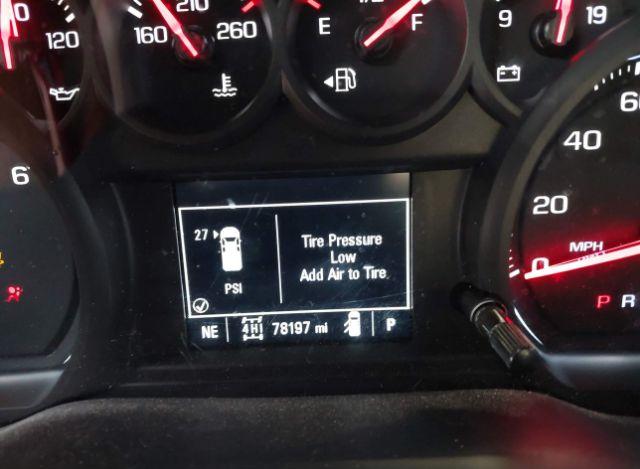 120
160 210 260
E F
9 19
6
60
40
20
0
MPH
P R
27
PSI
Tire Pressure
Low
Add Air to Tire
NE 4HI 78197 mi P